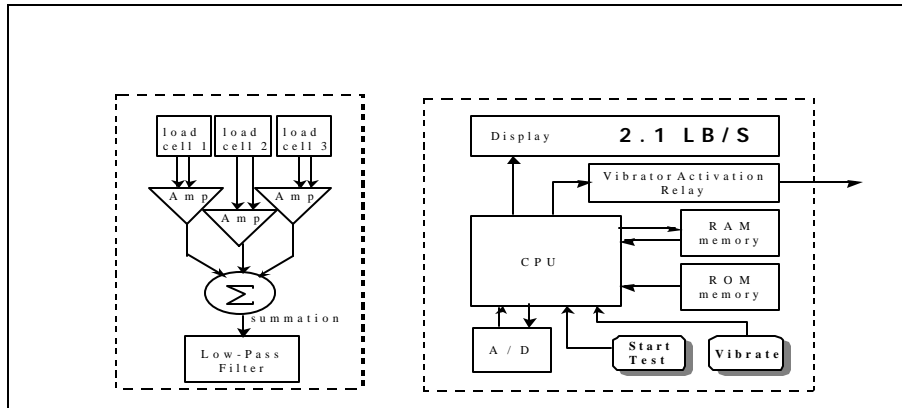 load cell 1
load cell 2
load cell 3
Amp
Amp
Amp
Σ
summation
Low-Pass
Filter
Display 2.1 LB/S
Vibrator Activation
Relay
CPU
RAM
memory
ROM
memory
A/D
Start
Test
Vibrate